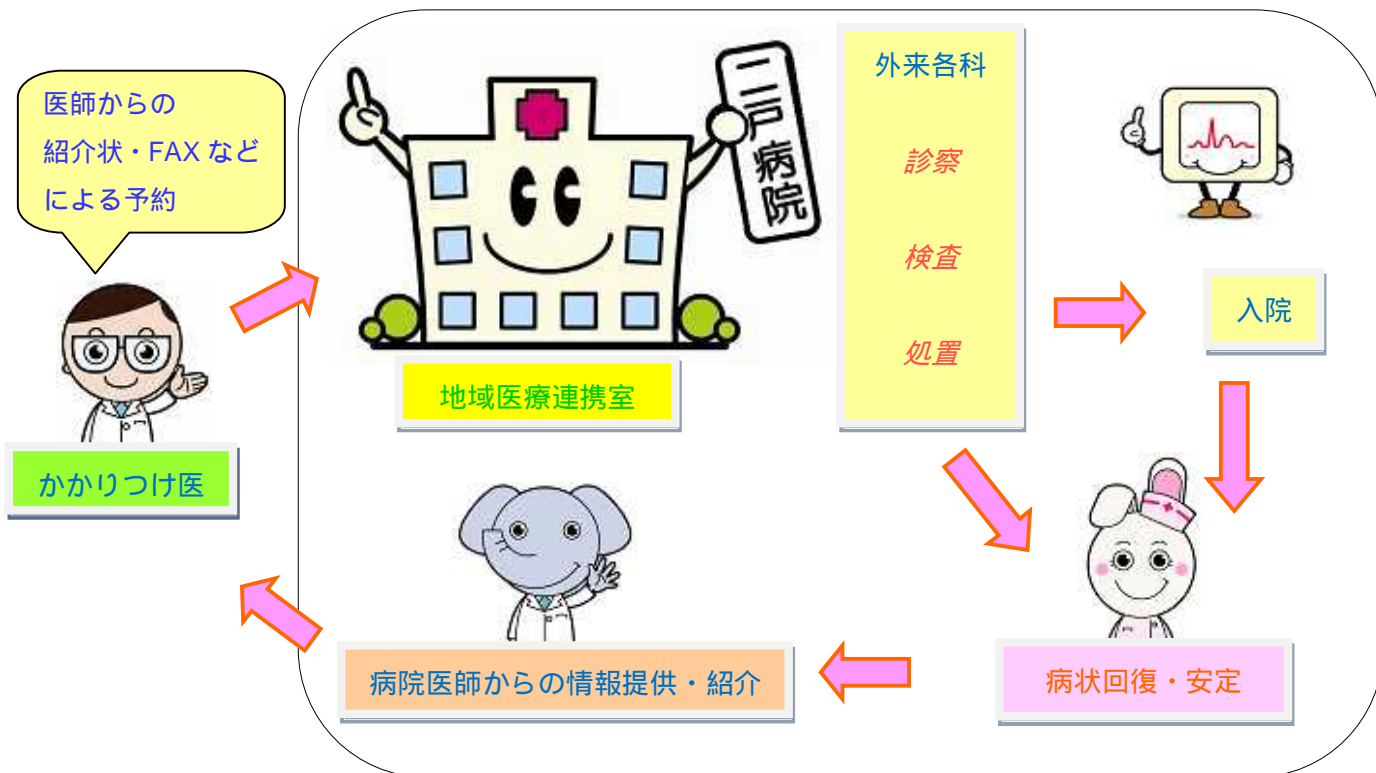 医師からの
紹介状・FAX など
による予約
かかりつけ医
二戸病院
地域医療連携室
外来各科
診察
検査
処置
入院
病状回復・安定
病院医師からの情報提供・紹介